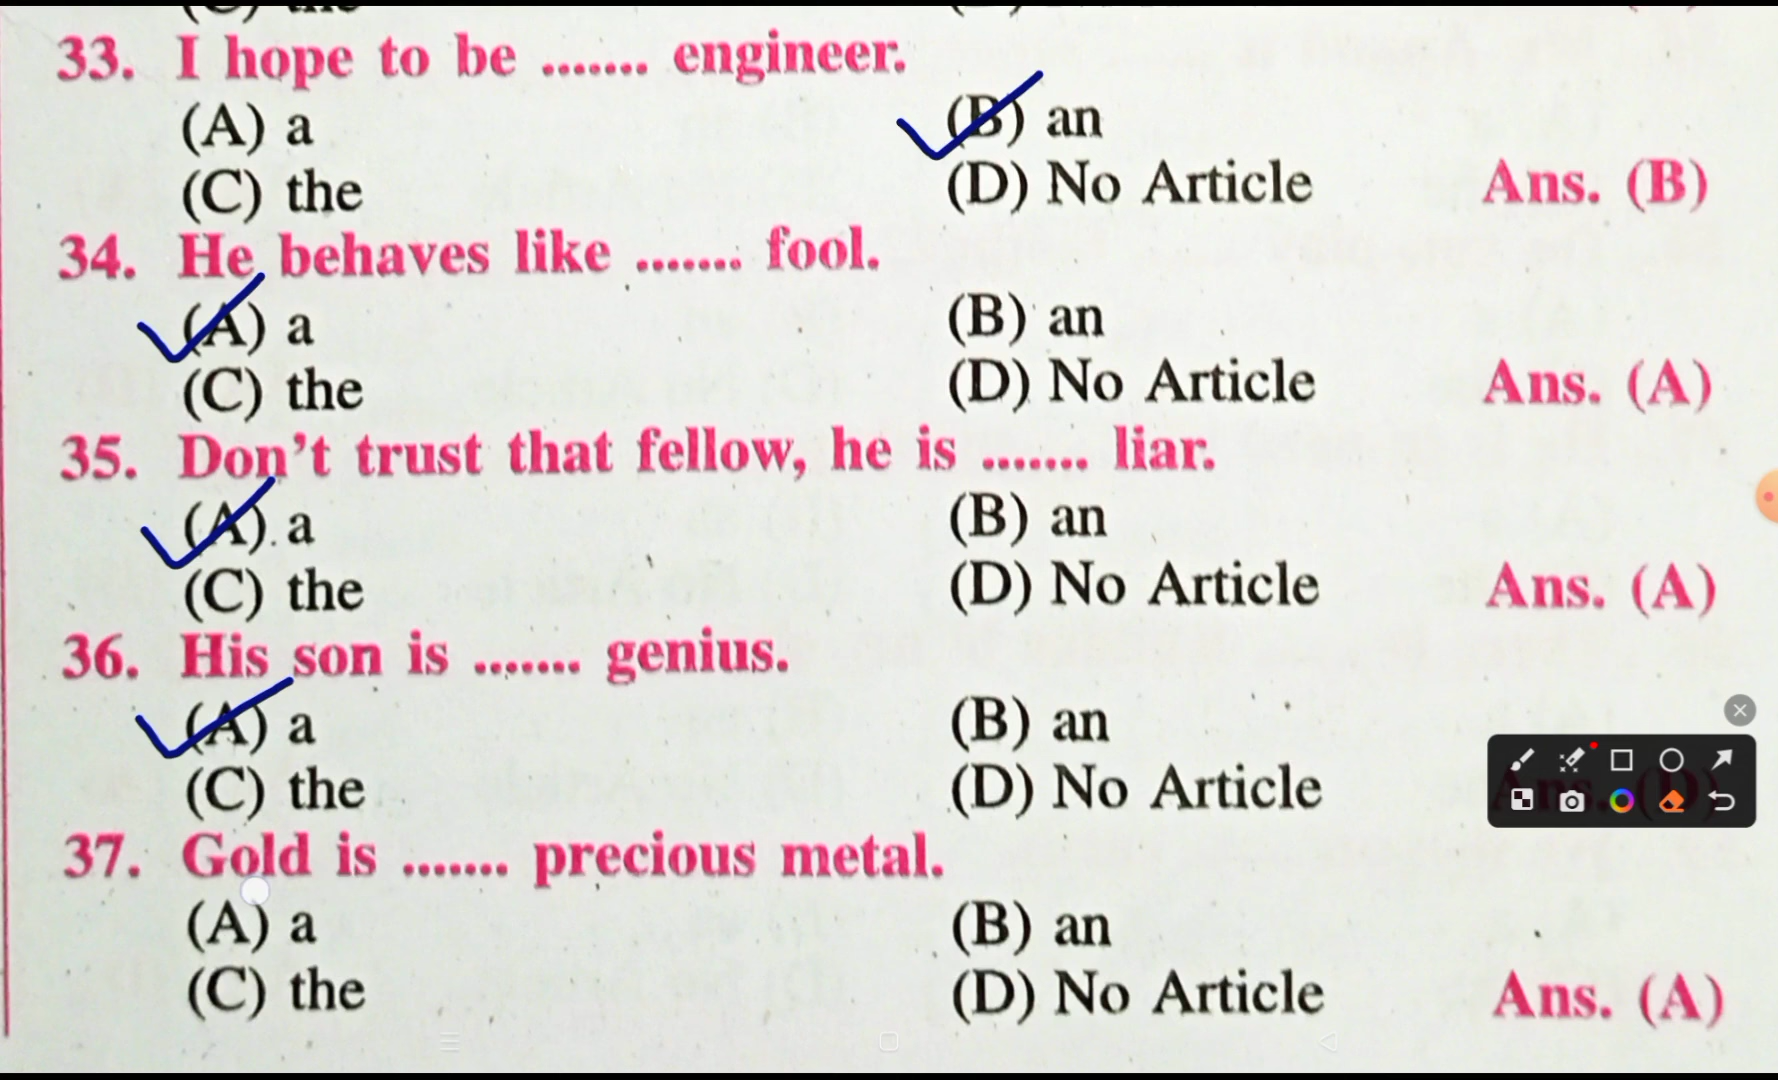 33. I hope to be ....... engineer.
(A) a (B) an
(C) the (D) No Article Ans. (B)
34. He behaves like ....... fool.
(A) a (B) an
(C) the (D) No Article Ans. (A)
35. Don't trust that fellow, he is ....... liar.
(A) a (B) an
(C) the (D) No Article Ans. (A)
36. His son is ....... genius.
(A) a (B) an
(C) the (D) No Article
37. Gold is ....... precious metal.
(A) a (B) an
(C) the (D) No Article Ans. (A)